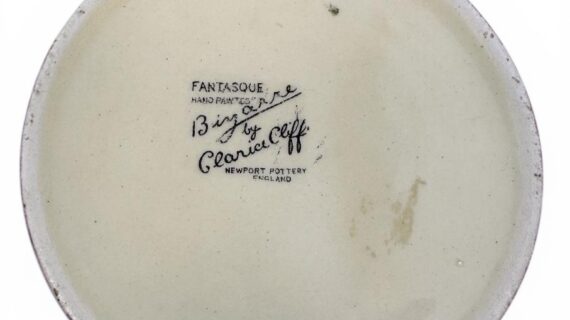 FANTASQUE
HAND PAINTED
Bizarre
by
Clarice Cliff
NEWPORT POTTERY
ENGLAND